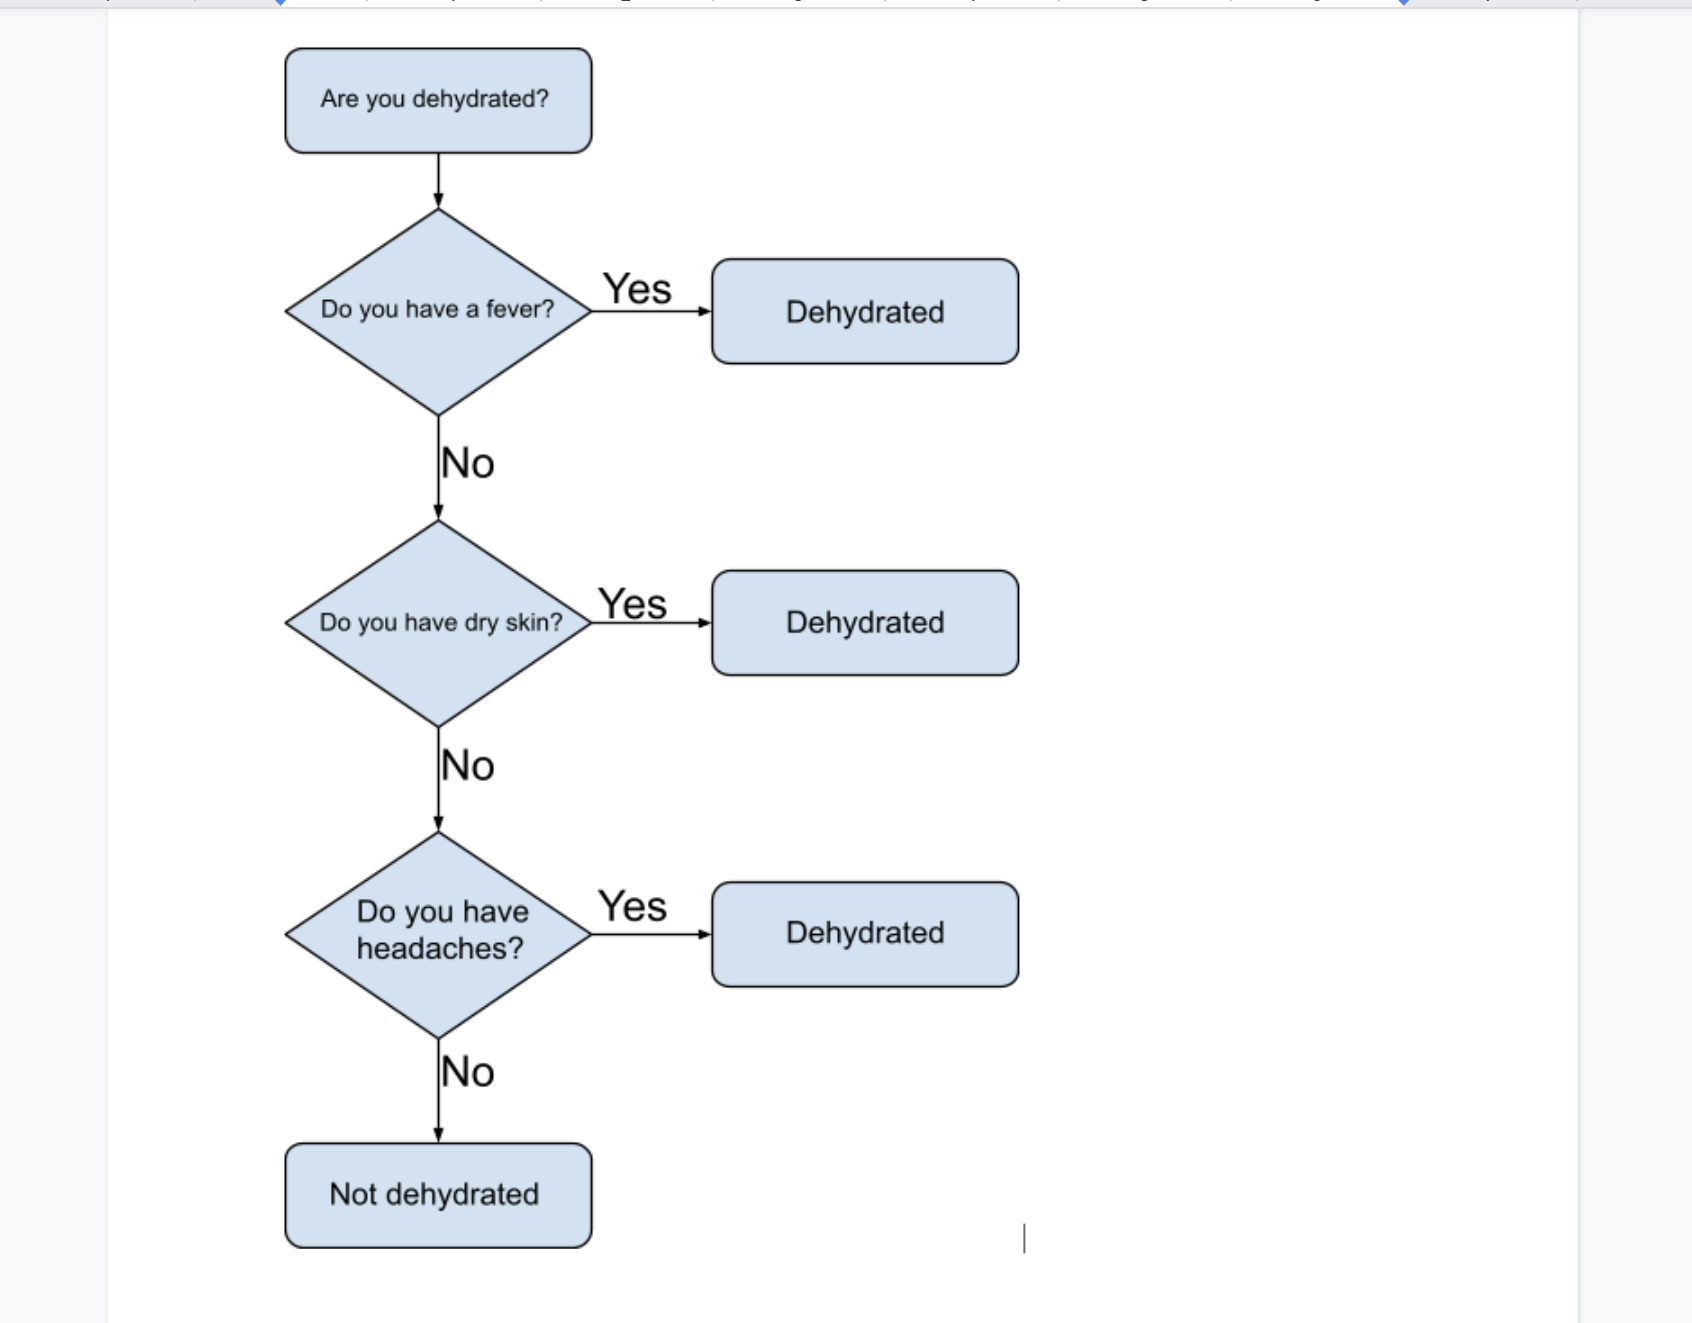 Are you dehydrated?
Do you have a fever?
Yes
Dehydrated
No
Do you have dry skin?
Yes
Dehydrated
No
Do you have
headaches?
Yes
Dehydrated
No
Not dehydrated